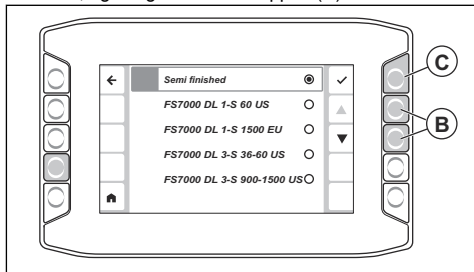 C
Semi finished
FS7000 DL 1-S 60 US
B
FS7000 DL 1-S 1500 EU
FS7000 DL 3-S 36-60 US
FS7000 DL 3-S 900-1500 US